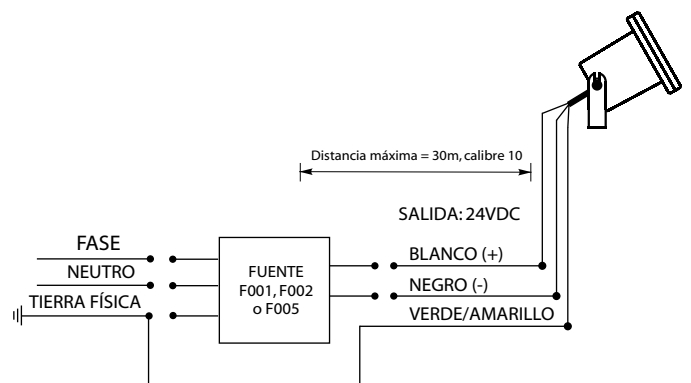 Distancia máxima = 30m, calibre 10
SALIDA: 24VDC
FASE
NEUTRO
TIERRA FÍSICA
FUENTE
F001, F002
o F005
BLANCO (+)
NEGRO (-)
VERDE/AMARILLO